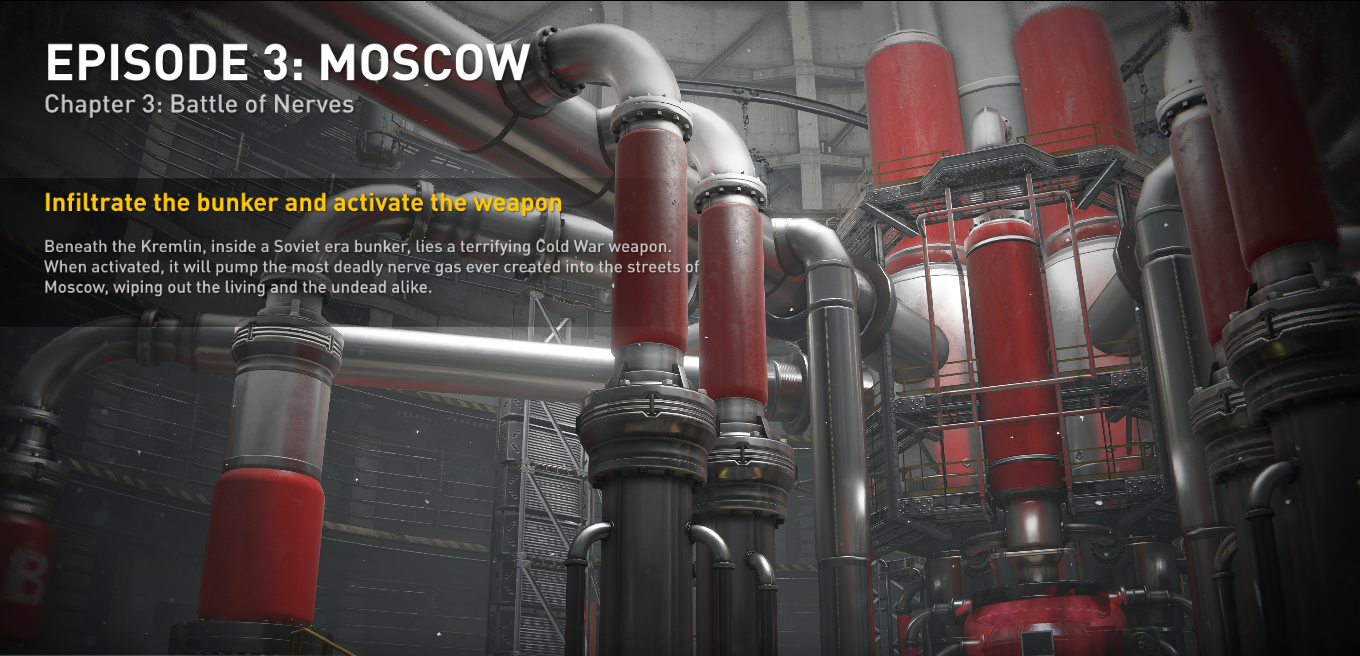 EPISODE 3: MOSCOW
Chapter 3: Battle of Nerves
Infiltrate the bunker and activate the weapon
Beneath the Kremlin, inside a Soviet era bunker, lies a terrifying Cold War weapon.
When activated, it will pump the most deadly nerve gas ever created into the streets of
Moscow, wiping out the living and the undead alike.
B